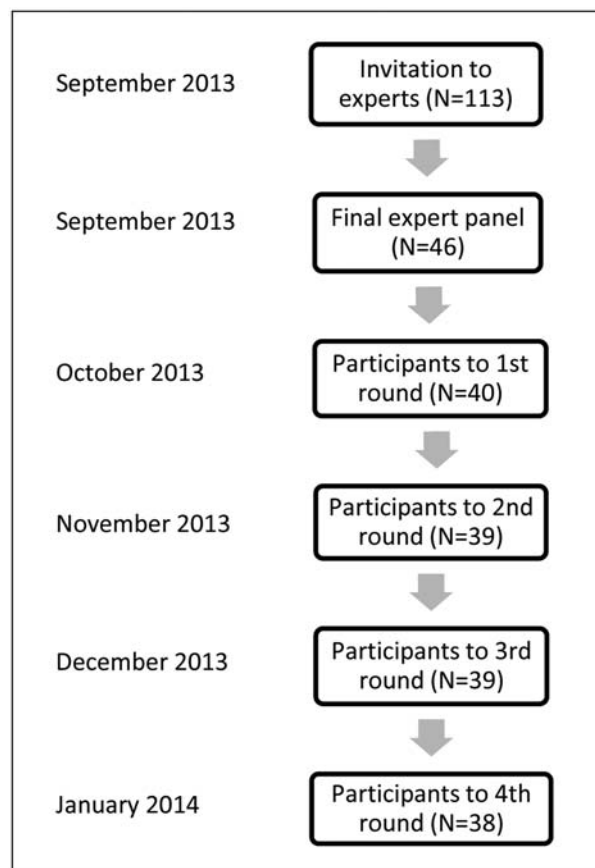 September 2013
Invitation to
experts (N=113)
September 2013
Final expert panel
(N=46)
October 2013
Participants to 1st
round (N=40)
November 2013
Participants to 2nd
round (N=39)
December 2013
Participants to 3rd
round (N=39)
January 2014
Participants to 4th
round (N=38)